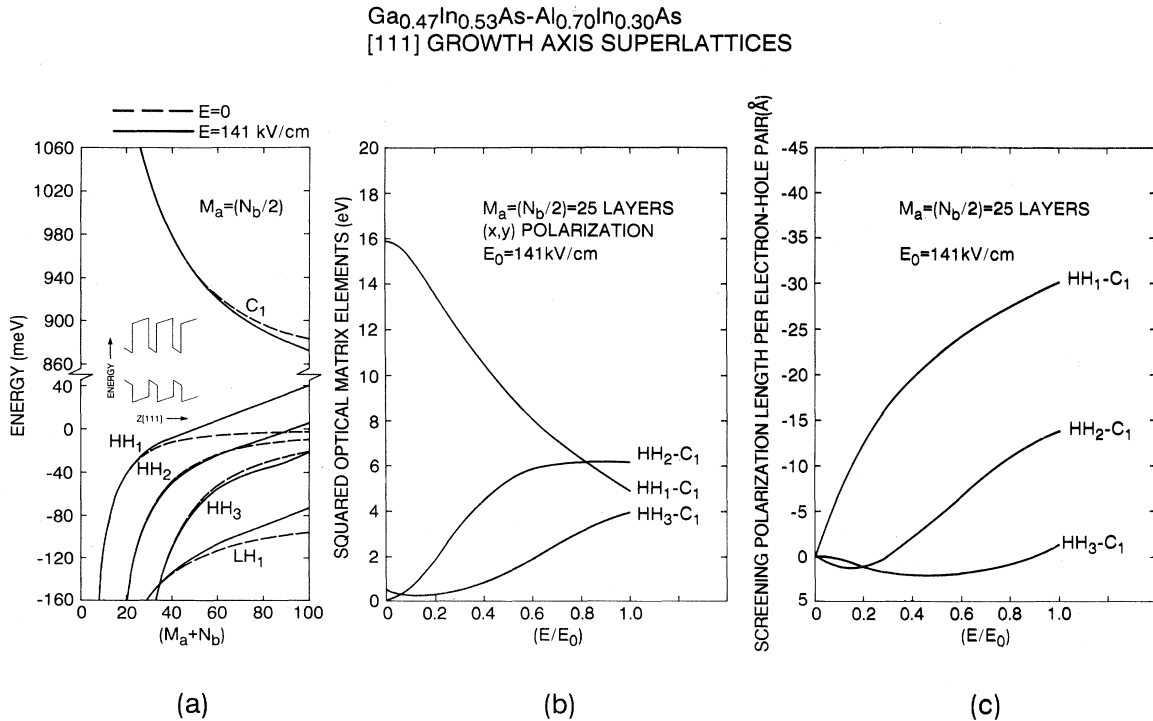 Ga0.47In0.53As-Al0.70In0.30As
[111] GROWTH AXIS SUPERLATTICES
E=0
E=141 kV/cm
ENERGY (meV)
1060
1020
980
940
900
860
40
0
-40
-80
-120
-160
Ma=(Nb/2)
C1
ENERGY
Z[111]
HH1
HH2
HH3
LH1
0 20 40 60 80 100
(Ma+Nb)
(a)
SQUARED OPTICAL MATRIX ELEMENTS (eV)
20
18
16
14
12
10
8
6
4
2
0
Ma=(Nb/2)=25 LAYERS
(x,y) POLARIZATION
E0=141kV/cm
HH2-C1
HH1-C1
HH3-C1
0 0.2 0.4 0.6 0.8 1.0
(E/E0)
(b)
SCREENING POLARIZATION LENGTH PER ELECTRON-HOLE PAIR(Å)
-45
-40
-35
-30
-25
-20
-15
-10
-5
0
5
Ma=(Nb/2)=25 LAYERS
E0=141kV/cm
HH1-C1
HH2-C1
HH3-C1
0 0.2 0.4 0.6 0.8 1.0
(E/E0)
(c)